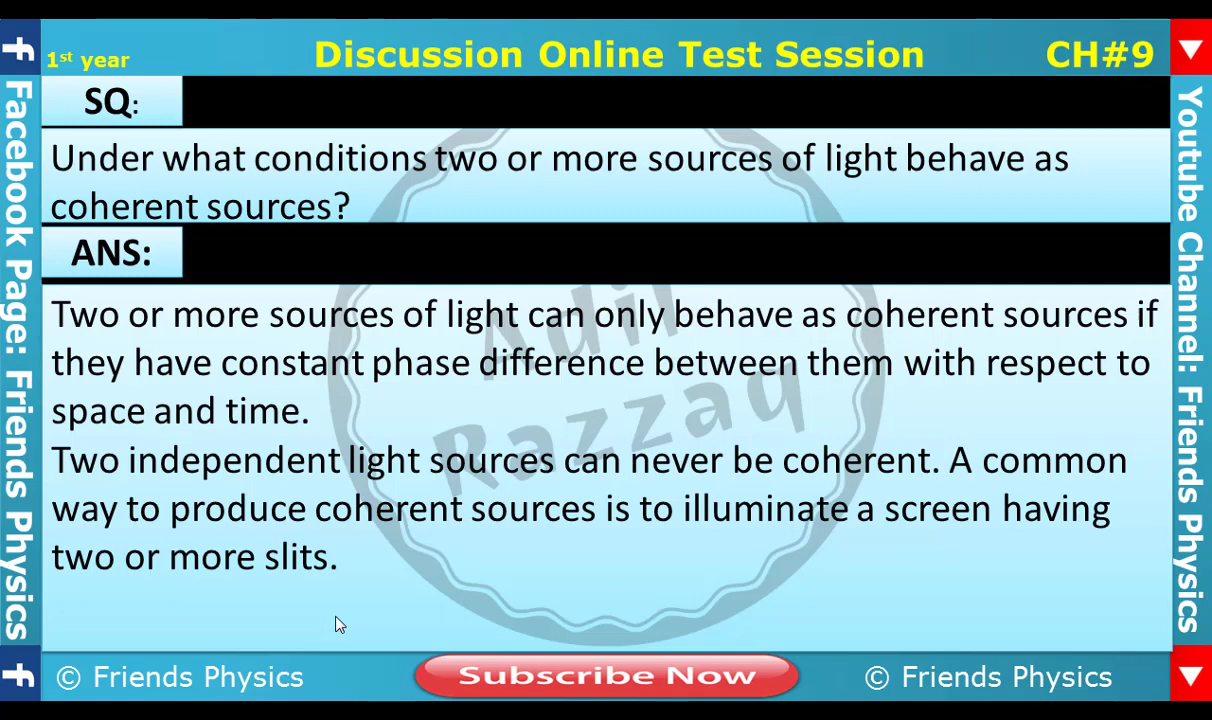 1st year Discussion Online Test Session CH#9
SQ:
Under what conditions two or more sources of light behave as
coherent sources?
ANS:
Two or more sources of light can only behave as coherent sources if
they have constant phase difference between them with respect to
space and time.
Two independent light sources can never be coherent. A common
way to produce coherent sources is to illuminate a screen having
two or more slits.
Adil
Razzaq
© Friends Physics Subscribe Now © Friends Physics
Facebook Page: Friends Physics
Youtube Channel: Friends Physics